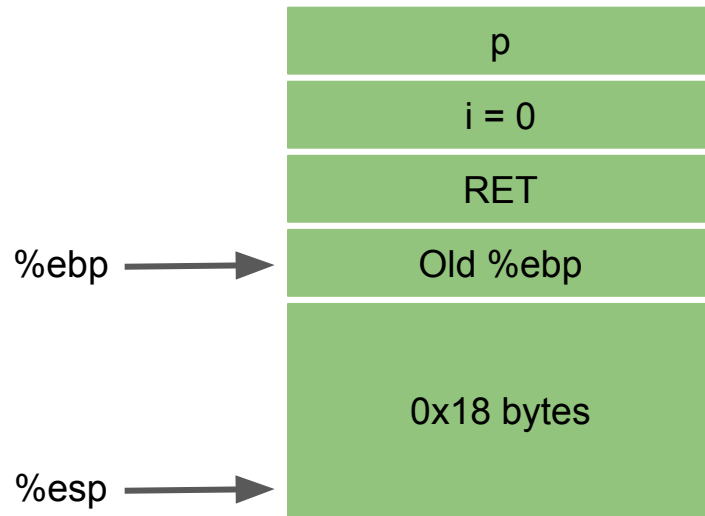 p
i = 0
RET
%ebp
Old %ebp
0x18 bytes
%esp